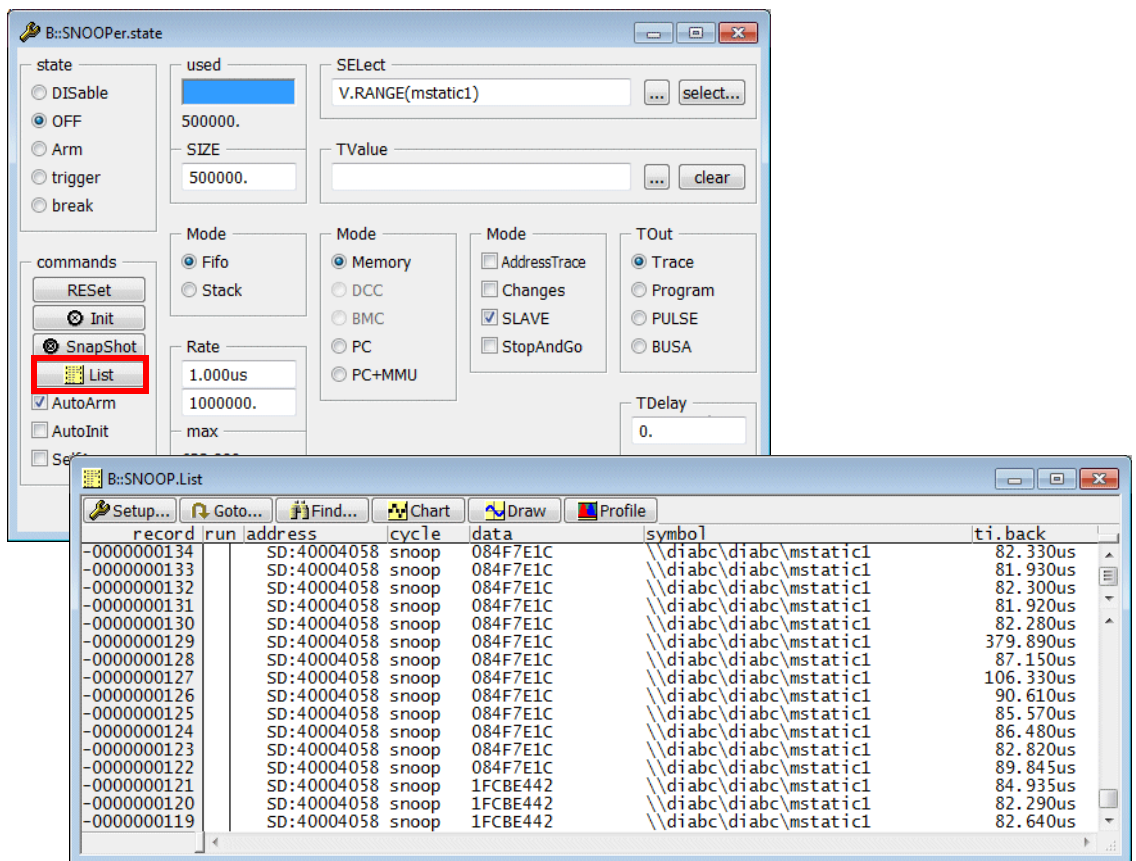 B::SNOOPer.state
state
DISable
OFF
Arm
trigger
break
used
500000.
SIZE
500000.
SELect
V.RANGE(mstatic1)
...
select...
TValue
...
clear
commands
RESet
Init
SnapShot
List
AutoArm
AutoInit
Mode
Fifo
Stack
Rate
1.000us
1000000.
max
Mode
Memory
DCC
BMC
PC
PC+MMU
Mode
AddressTrace
Changes
SLAVE
StopAndGo
TOut
Trace
Program
PULSE
BUSA
TDelay
0.
B::SNOOP.List
Setup... Goto... Find... Chart Draw Profile
record run address cycle data symbol ti.back
-0000000134 SD:40004058 snoop 084F7E1C \\diabc\diabc\mstatic1 82.330us
-0000000133 SD:40004058 snoop 084F7E1C \\diabc\diabc\mstatic1 81.930us
-0000000132 SD:40004058 snoop 084F7E1C \\diabc\diabc\mstatic1 82.300us
-0000000131 SD:40004058 snoop 084F7E1C \\diabc\diabc\mstatic1 81.920us
-0000000130 SD:40004058 snoop 084F7E1C \\diabc\diabc\mstatic1 82.280us
-0000000129 SD:40004058 snoop 084F7E1C \\diabc\diabc\mstatic1 379.890us
-0000000128 SD:40004058 snoop 084F7E1C \\diabc\diabc\mstatic1 87.150us
-0000000127 SD:40004058 snoop 084F7E1C \\diabc\diabc\mstatic1 106.330us
-0000000126 SD:40004058 snoop 084F7E1C \\diabc\diabc\mstatic1 90.610us
-0000000125 SD:40004058 snoop 084F7E1C \\diabc\diabc\mstatic1 85.570us
-0000000124 SD:40004058 snoop 084F7E1C \\diabc\diabc\mstatic1 86.480us
-0000000123 SD:40004058 snoop 084F7E1C \\diabc\diabc\mstatic1 82.820us
-0000000122 SD:40004058 snoop 084F7E1C \\diabc\diabc\mstatic1 89.845us
-0000000121 SD:40004058 snoop 1FCBE442 \\diabc\diabc\mstatic1 84.935us
-0000000120 SD:40004058 snoop 1FCBE442 \\diabc\diabc\mstatic1 82.290us
-0000000119 SD:40004058 snoop 1FCBE442 \\diabc\diabc\mstatic1 82.640us